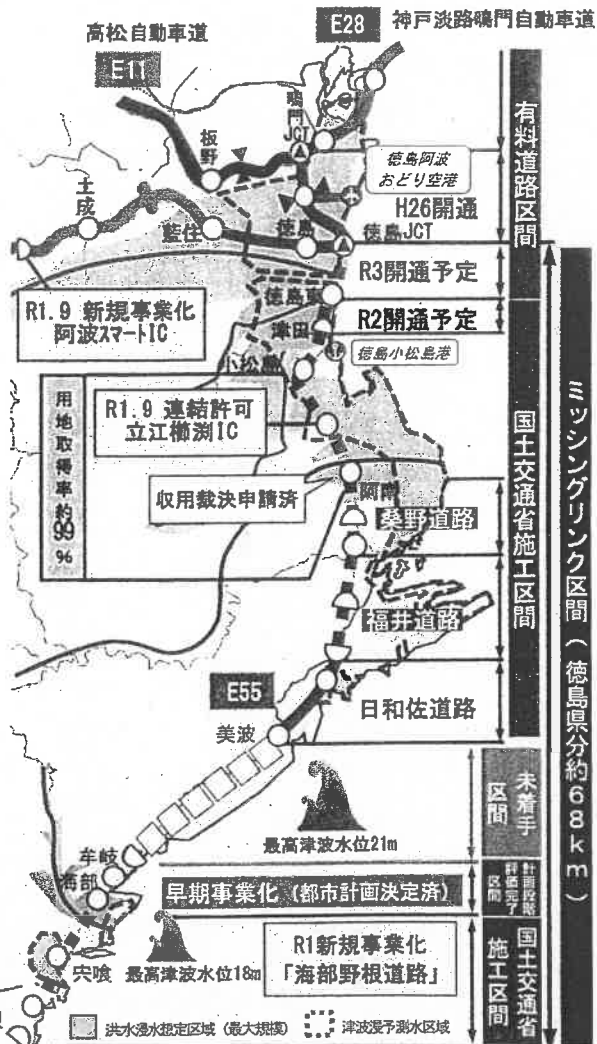 高松自動車道
E11
E28
神戸淡路鳴門自動車道
鳴門JCT
板野
土成
藍住
徳島
徳島阿波
おどり空港
H26開通
有料道路区間
徳島JCT
R3開通予定
R1.9 新規事業化
阿波スマートIC
徳島東
津田
R2開通予定
小松島
徳島小松島港
用地取得率約99%
R1.9 連結許可
立江櫛渕IC
収用裁決申請済
阿南
桑野道路
福井道路
国土交通省施工区間
ミッシングリンク区間(徳島県分約68km)
E55
日和佐道路
美波
最高津波水位21m
未着手
区間
牟岐
海部
早期事業化(都市計画決定済)
計画段階
評価完了
区間
宍喰
最高津波水位18m
R1新規事業化
「海部野根道路」
国土交通省
施工区間
洪水浸水想定区域(最大規模)
津波浸予測水区域